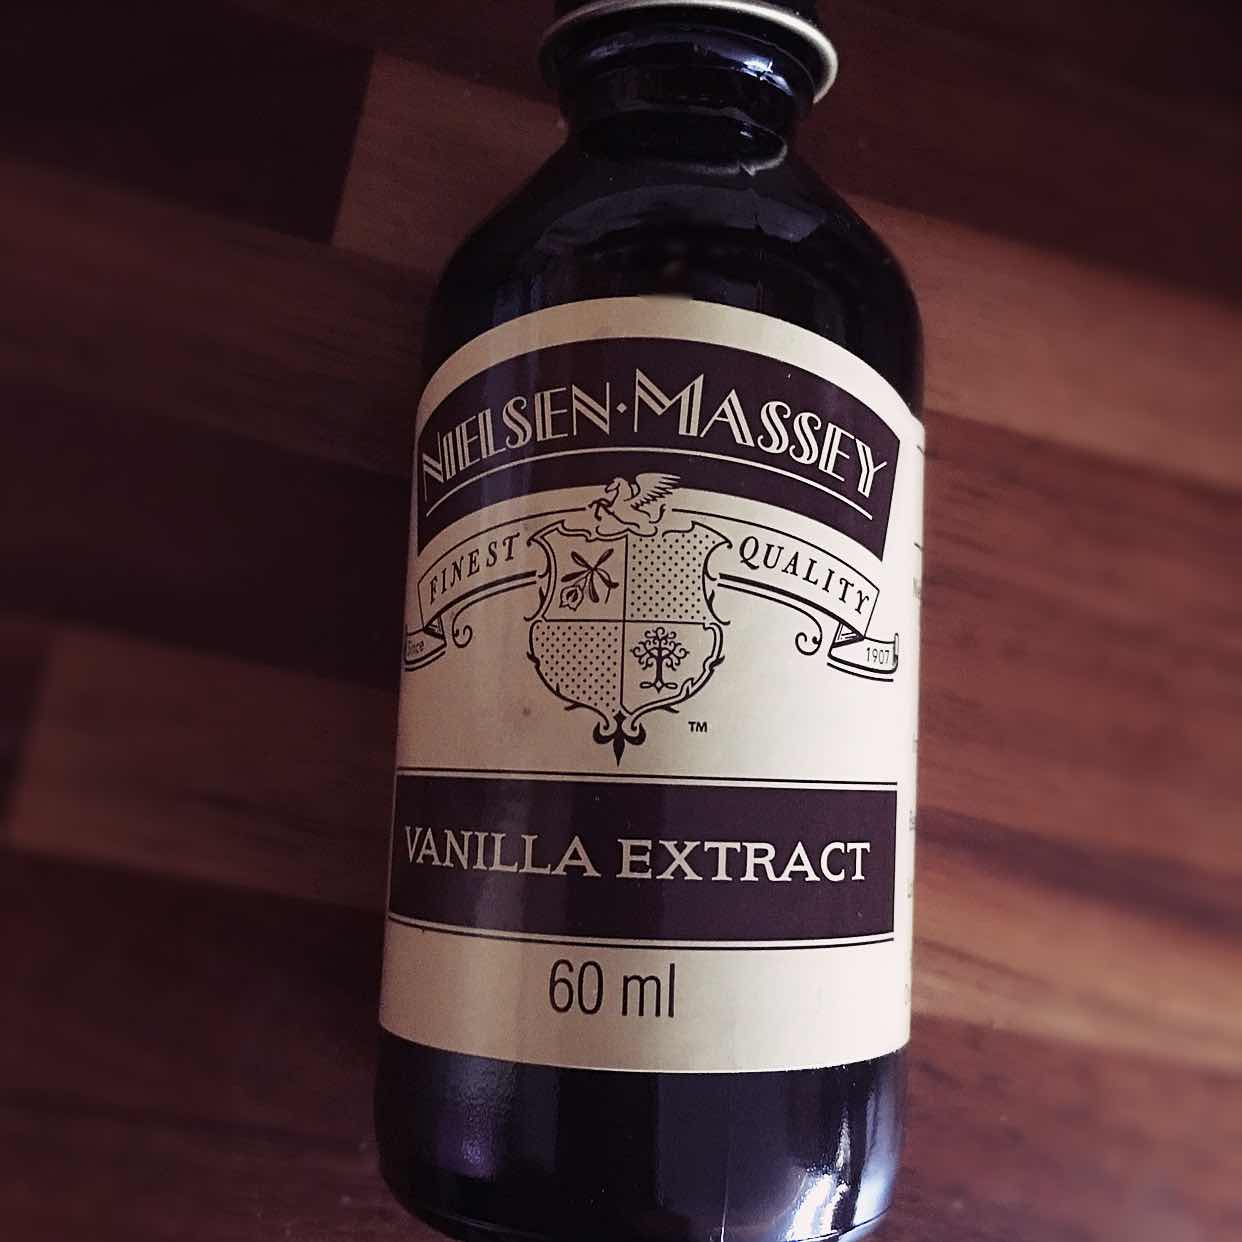 NIELSEN·MASSEY
FINEST QUALITY
Since 1907
TM
VANILLA EXTRACT
60 ml